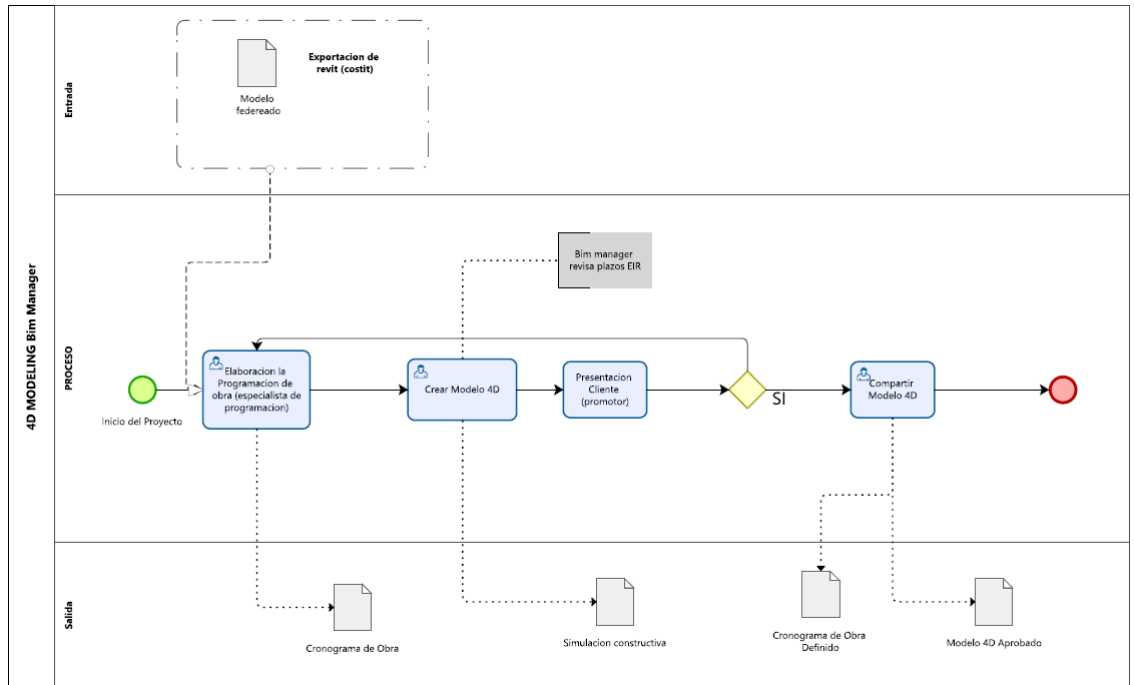 4D MODELING Bim Manager
Entrada
Exportacion de
revit (costit)
Modelo
federeado
PROCESO
Bim manager
revisa plazos EIR
Inicio del Proyecto
Elaboracion la
Programacion de
obra (especialista de
programacion)
Crear Modelo 4D
Presentacion
Cliente
(promotor)
SI
Compartir
Modelo 4D
Salida
Cronograma de Obra
Simulacion constructiva
Cronograma de Obra
Definido
Modelo 4D Aprobado